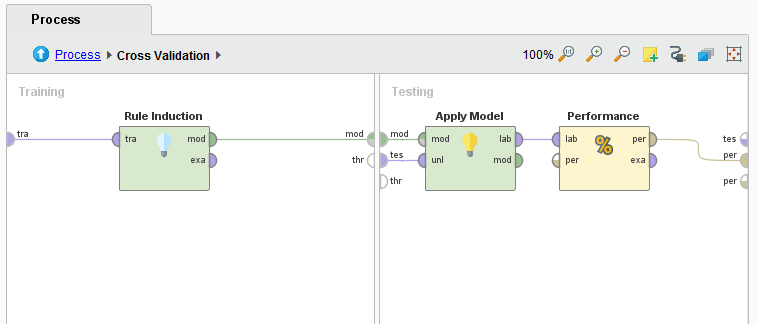 Process
Process Cross Validation 100%
Training
Testing
Rule Induction
tra tra mod mod
exa thr
Apply Model Performance
mod mod lab lab per tes
tes unl mod per exa per
thr per